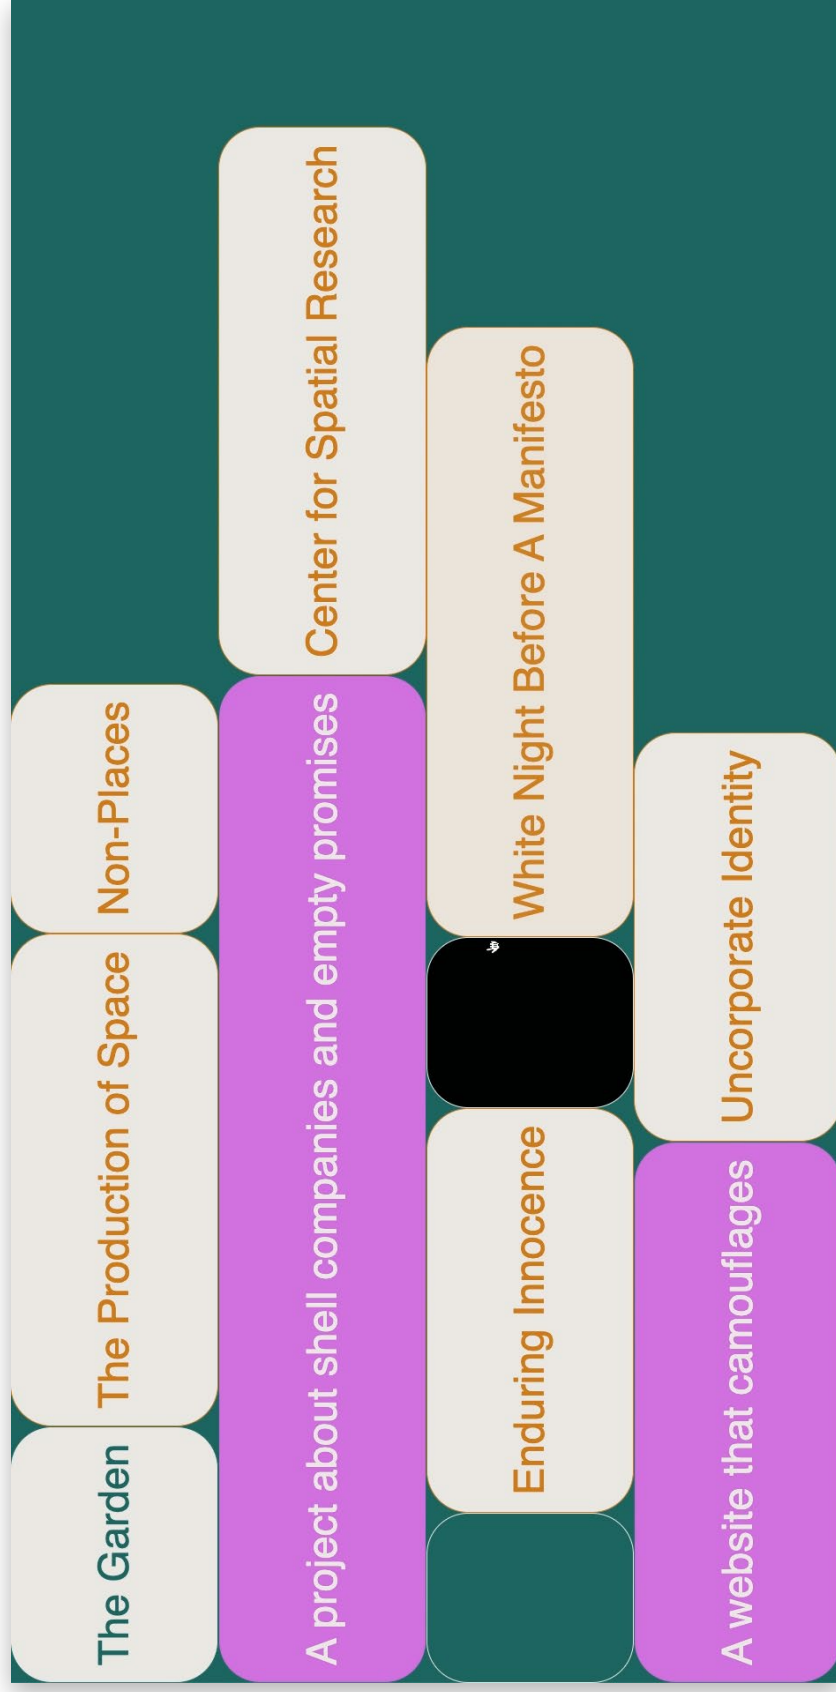 The Garden
The Production of Space
Non-Places
A project about shell companies and empty promises
Center for Spatial Research
Enduring Innocence
White Night Before A Manifesto
A website that camouflages
Uncorporate Identity